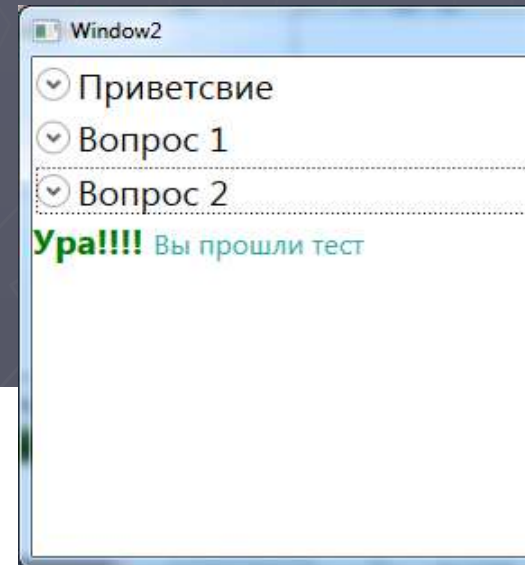 Window2
Приветсвие
Вопрос 1
Вопрос 2
Ура!!!! Вы прошли тест